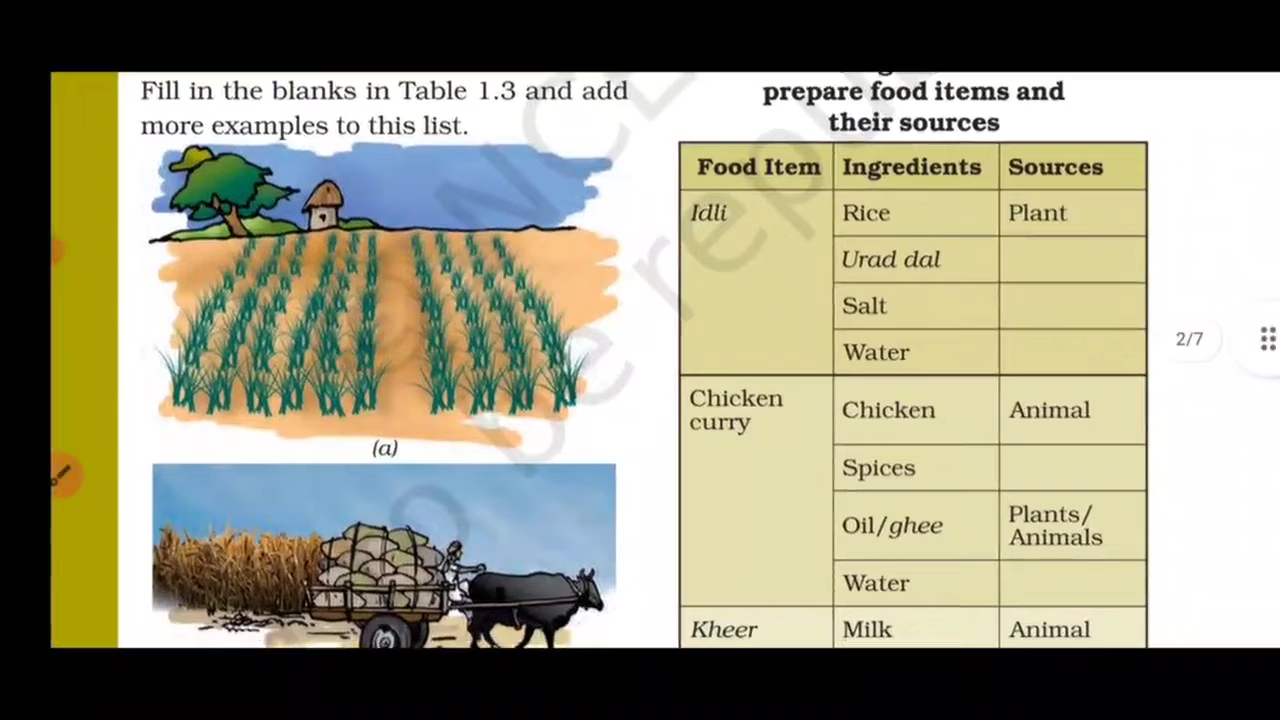 Fill in the blanks in Table 1.3 and add
more examples to this list.
(a)
prepare food items and
their sources
Food Item Ingredients Sources
Idli Rice Plant
Urad dal
Salt
Water
Chicken
curry
Chicken Animal
Spices
Oil/ghee Plants/
Animals
Water
Kheer Milk Animal
2/7